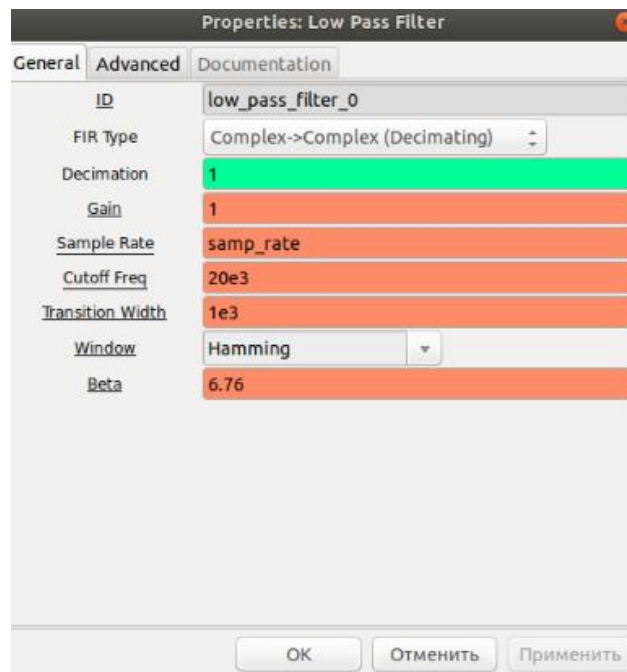 Properties: Low Pass Filter
General Advanced Documentation
ID low_pass_filter_0
FIR Type Complex->Complex (Decimating)
Decimation 1
Gain 1
Sample Rate samp_rate
Cutoff Freq 20e3
Transition Width 1e3
Window Hamming
Beta 6.76
OK Отменить Применить